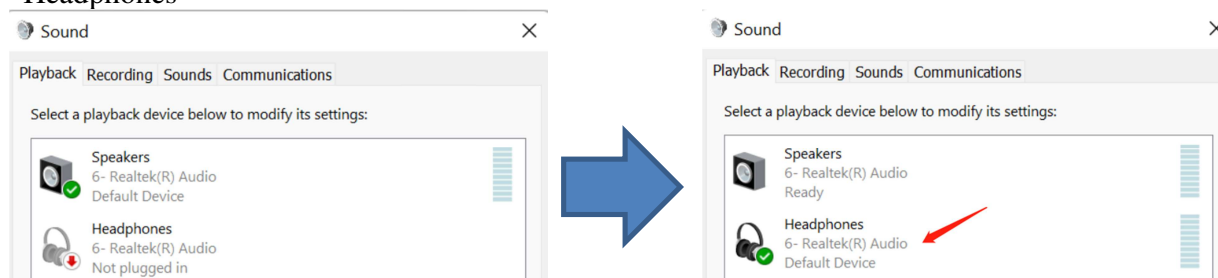 Headphones
Sound
Playback Recording Sounds Communications
Select a playback device below to modify its settings:
Speakers
6- Realtek(R) Audio
Default Device
Headphones
6- Realtek(R) Audio
Not plugged in
Sound
Playback Recording Sounds Communications
Select a playback device below to modify its settings:
Speakers
6- Realtek(R) Audio
Ready
Headphones
6- Realtek(R) Audio
Default Device